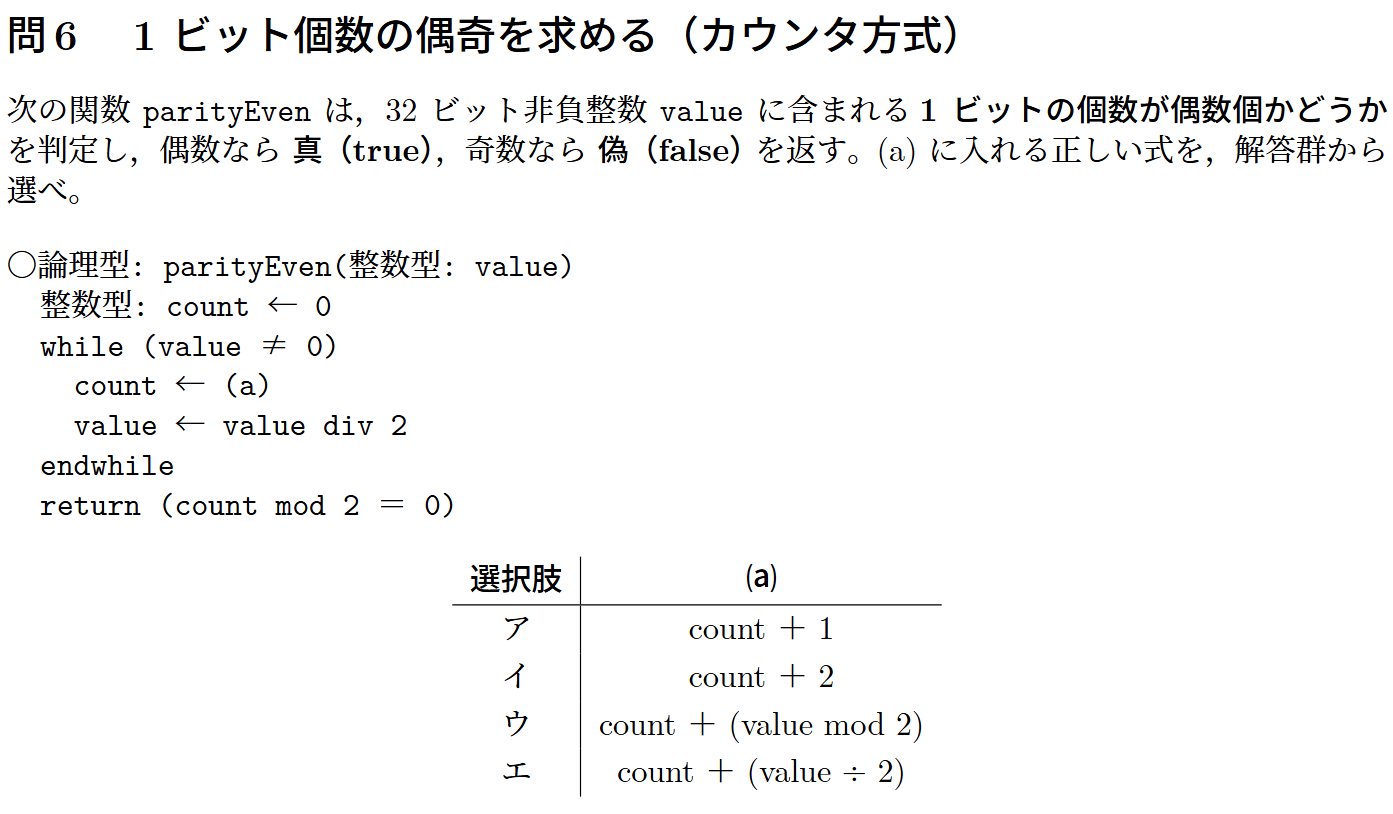 問6 1 ビット個数の偶奇を求める（カウンタ方式）
次の関数 parityEven は，32 ビット非負整数 value に含まれる 1 ビットの個数が偶数個かどうか
を判定し，偶数なら 真（true），奇数なら 偽（false）を返す。(a) に入れる正しい式を，解答群から
選べ。
〇論理型: parityEven(整数型: value)
整数型: count ← 0
while (value ≠ 0)
count ← (a)
value ← value div 2
endwhile
return (count mod 2 ＝ 0)
選択肢 (a)
ア count ＋ 1
イ count ＋ 2
ウ count ＋ (value mod 2)
エ count ＋ (value ÷ 2)